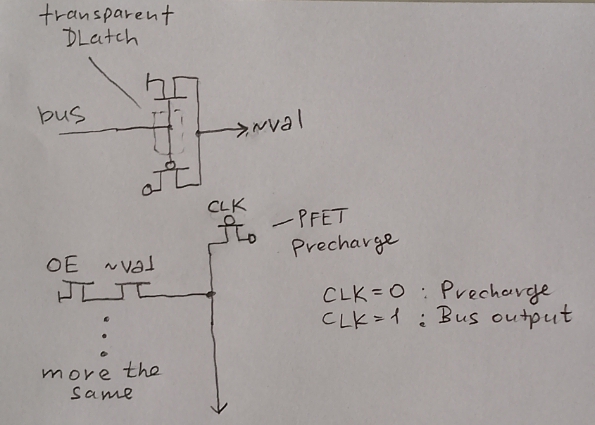 transparent
DLatch
bus
~val
CLK
PFET
Precharge
OE ~val
CLK=0 : Precharge
CLK=1 : Bus output
more the
same